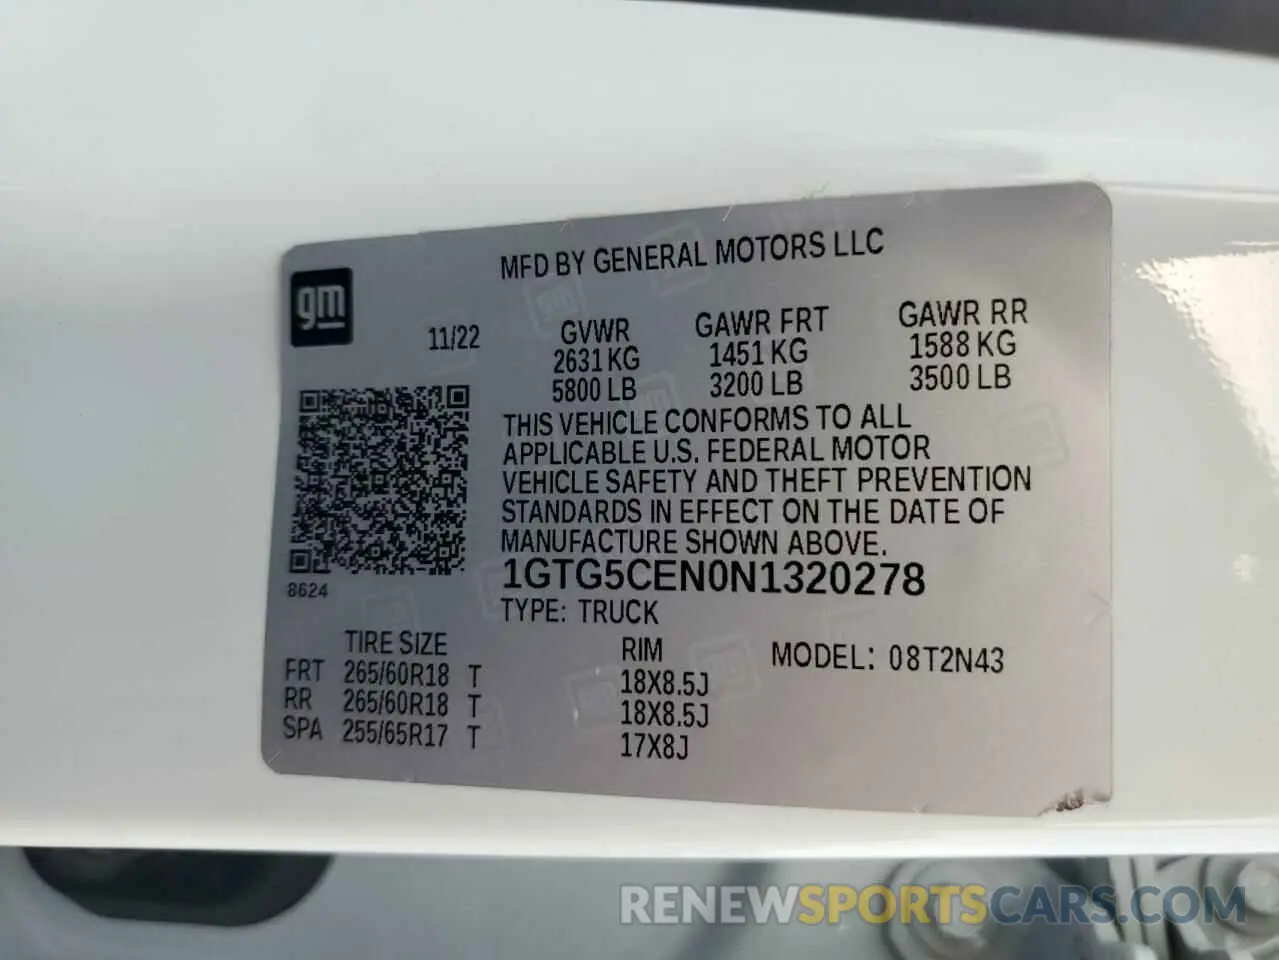 MFD BY GENERAL MOTORS LLC
gm
11/22
GVWR GAWR FRT GAWR RR
2631 KG 1451 KG 1588 KG
5800 LB 3200 LB 3500 LB
THIS VEHICLE CONFORMS TO ALL
APPLICABLE U.S. FEDERAL MOTOR
VEHICLE SAFETY AND THEFT PREVENTION
STANDARDS IN EFFECT ON THE DATE OF
MANUFACTURE SHOWN ABOVE.
1GTG5CEN0N1320278
8624
TYPE: TRUCK
TIRE SIZE RIM MODEL: 08T2N43
FRT 265/60R18 T 18X8.5J
RR 265/60R18 T 18X8.5J
SPA 255/65R17 T 17X8J
RENEWSPORTSCARS.COM